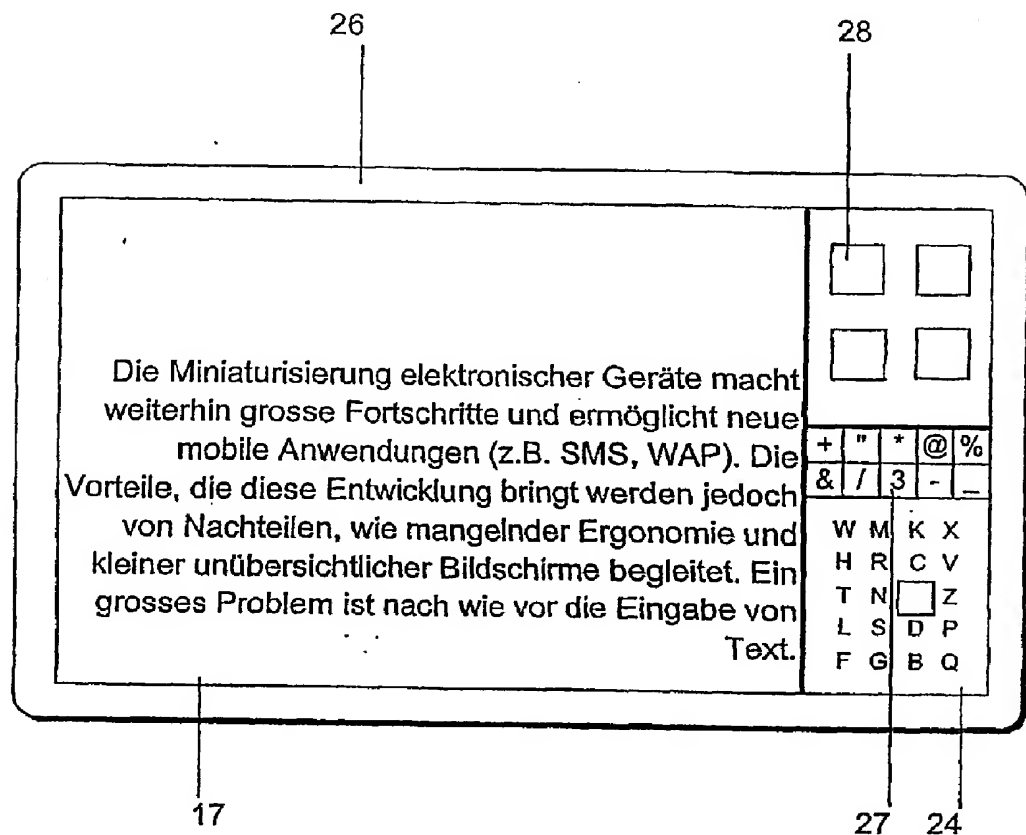 26
28
Die Miniaturisierung elektronischer Geräte macht
weiterhin grosse Fortschritte und ermöglicht neue
mobile Anwendungen (z.B. SMS, WAP). Die
Vorteile, die diese Entwicklung bringt werden jedoch
von Nachteilen, wie mangelnder Ergonomie und
kleiner unübersichtlicher Bildschirme begleitet. Ein
grosses Problem ist nach wie vor die Eingabe von
Text.
+ " * @ %
& / 3 - _
W M K X
H R C V
T N Z
L S D P
F G B Q
17
27
24